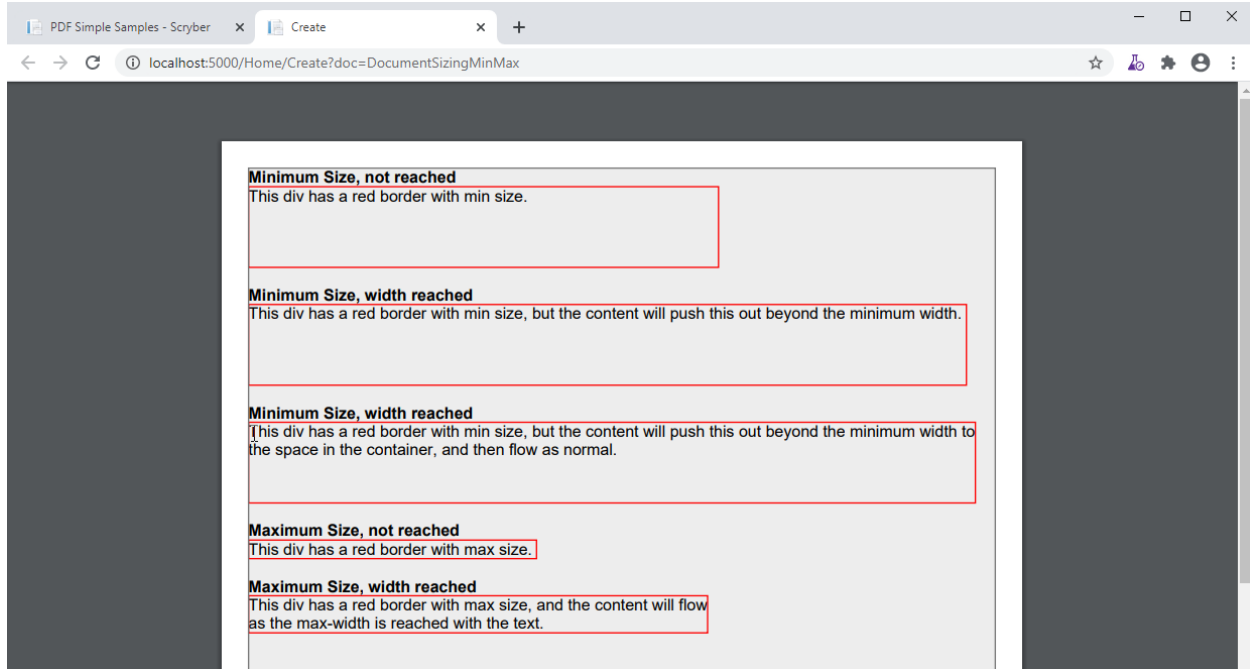 PDF Simple Samples - Scryber
Create
localhost:5000/Home/Create?doc=DocumentSizingMinMax
Minimum Size, not reached
This div has a red border with min size.
Minimum Size, width reached
This div has a red border with min size, but the content will push this out beyond the minimum width.
Minimum Size, width reached
This div has a red border with min size, but the content will push this out beyond the minimum width to
the space in the container, and then flow as normal.
Maximum Size, not reached
This div has a red border with max size.
Maximum Size, width reached
This div has a red border with max size, and the content will flow
as the max-width is reached with the text.